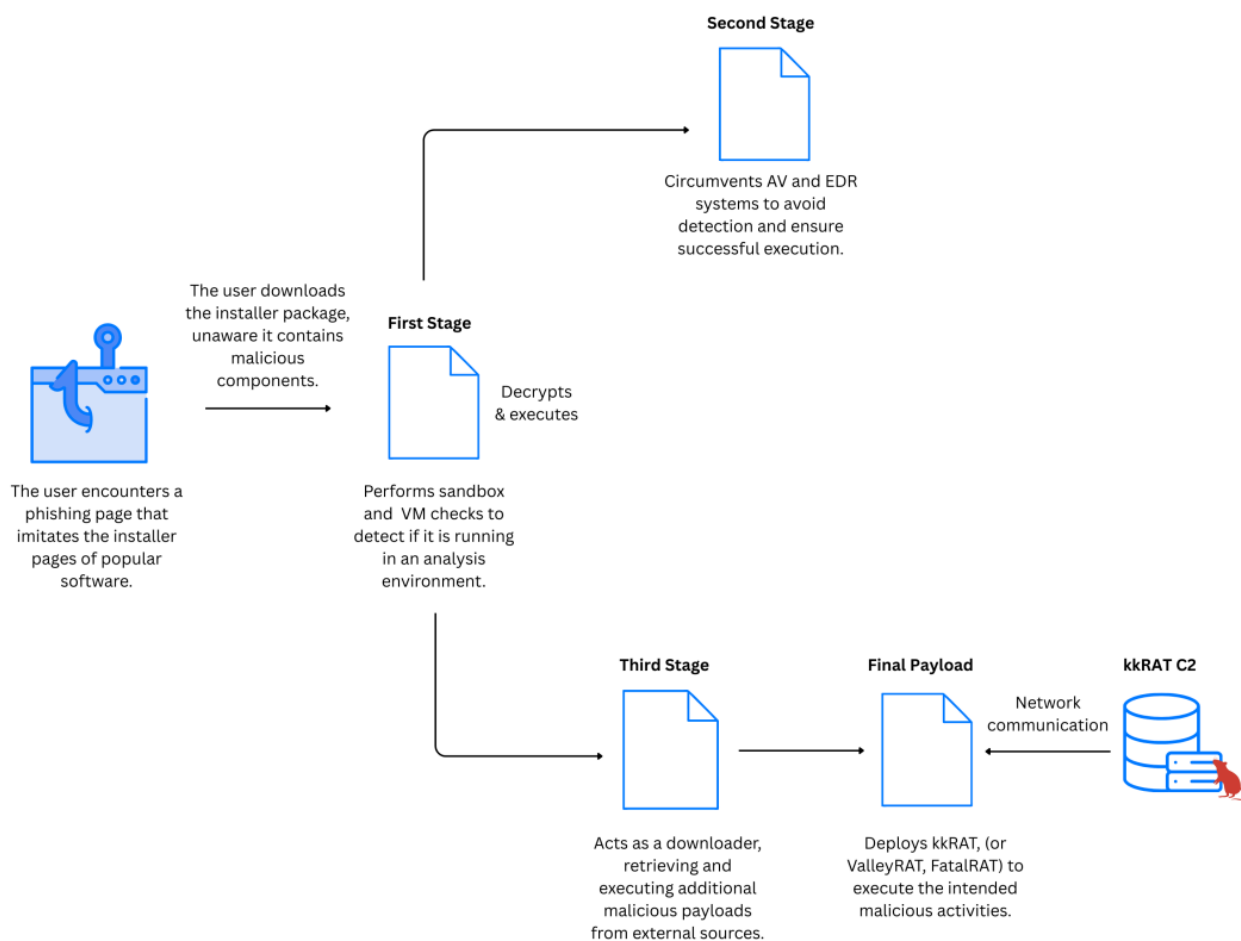 Second Stage
Circumvents AV and EDR
systems to avoid
detection and ensure
successful execution.
The user downloads
the installer package,
unaware it contains
malicious
components.
First Stage
Decrypts
& executes
The user encounters a
phishing page that
imitates the installer
pages of popular
software.
Performs sandbox
and VM checks to
detect if it is running
in an analysis
environment.
Third Stage
Acts as a downloader,
retrieving and
executing additional
malicious payloads
from external sources.
Final Payload
Deploys kkRAT, (or
ValleyRAT, FatalRAT) to
execute the intended
malicious activities.
Network
communication
kkRAT C2